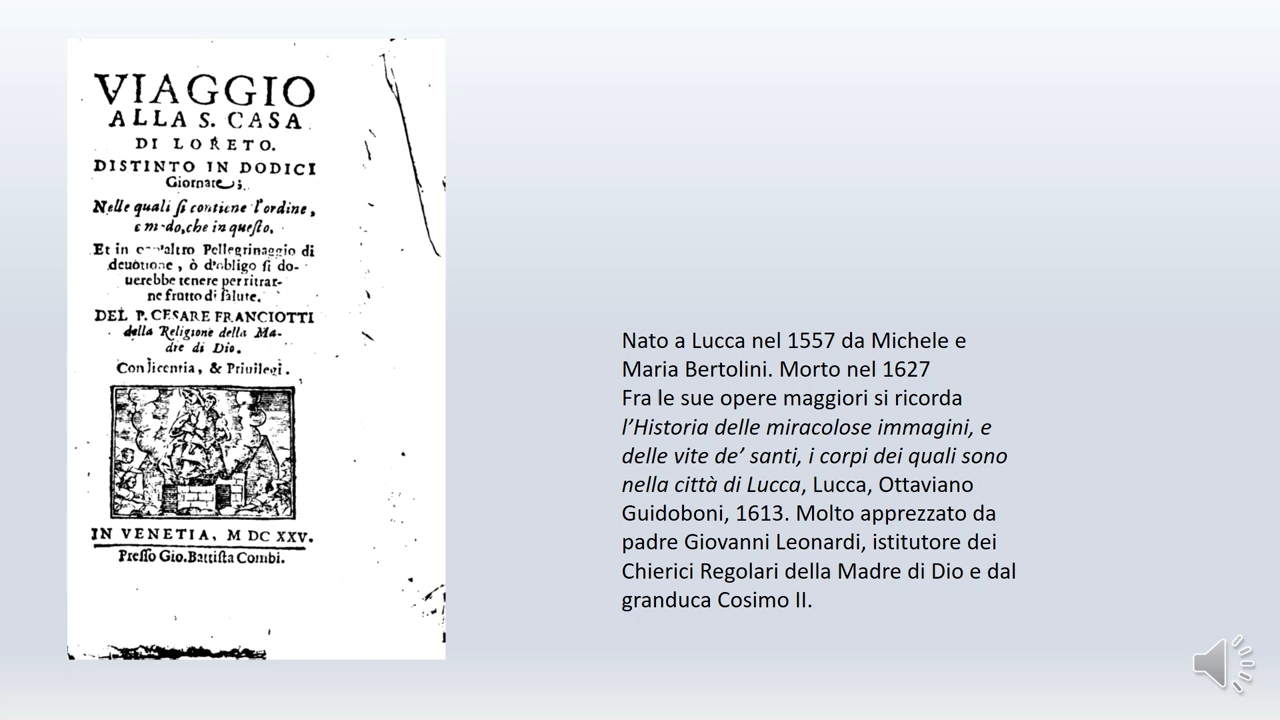 VIAGGIO
ALLA S. CASA
DI LORETO.
DISTINTO IN DODICI
Giornate;
Nelle quali ſi contiene l'ordine,
che in queſto,
Et in Pellegrinaggio di
deuotione, ò d'obligo ſi do-
uerebbe tenere per ritrar-
ne frutto di ſalute.
DEL P. CESARE FRANCIOTTI
della Religione della Ma-
dre di Dio.
Con licentia, & Priuilegi.
IN VENETIA, M DC XXV.
Preſſo Gio. Battiſta Combi.
Nato a Lucca nel 1557 da Michele e
Maria Bertolini. Morto nel 1627
Fra le sue opere maggiori si ricorda
l’Historia delle miracolose immagini, e
delle vite de’ santi, i corpi dei quali sono
nella città di Lucca, Lucca, Ottaviano
Guidoboni, 1613. Molto apprezzato da
padre Giovanni Leonardi, istitutore dei
Chierici Regolari della Madre di Dio e dal
granduca Cosimo II.